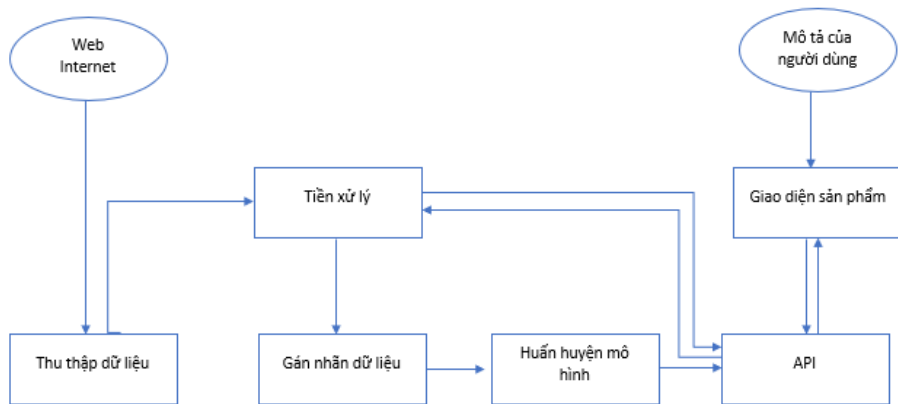 Web
Internet
Mô tả của
người dùng
Tiền xử lý
Giao diện sản phẩm
Thu thập dữ liệu
Gán nhãn dữ liệu
Huấn huyện mô
hình
API